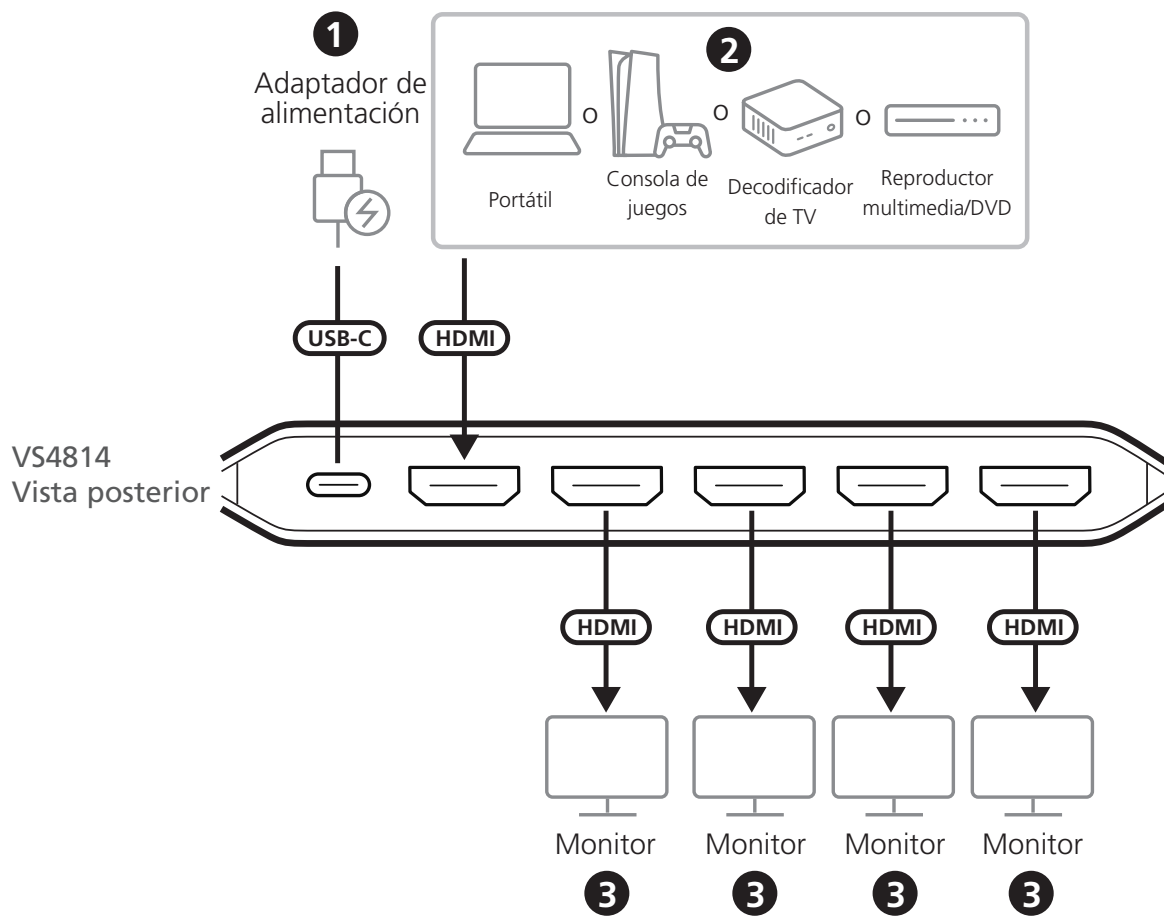 1
Adaptador de
alimentación
2
o
o
o
Portátil
Consola de
juegos
Decodificador
de TV
Reproductor
multimedia/DVD
USB-C
HDMI
VS4814
Vista posterior
HDMI
HDMI
HDMI
HDMI
Monitor
Monitor
Monitor
Monitor
3
3
3
3